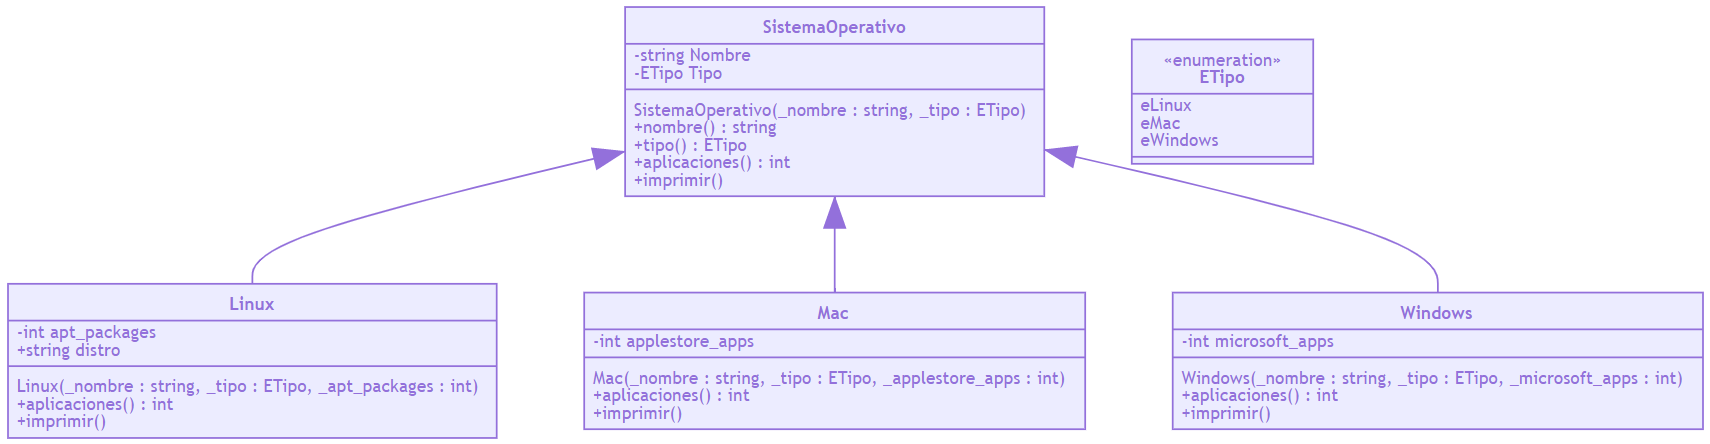 SistemaOperativo
-string Nombre
-ETipo Tipo
SistemaOperativo(_nombre : string, _tipo : ETipo)
+nombre() : string
+tipo() : ETipo
+aplicaciones() : int
+imprimir()
«enumeration»
ETipo
eLinux
eMac
eWindows
Linux
-int apt_packages
+string distro
Linux(_nombre : string, _tipo : ETipo, _apt_packages : int)
+aplicaciones() : int
+imprimir()
Mac
-int applestore_apps
Mac(_nombre : string, _tipo : ETipo, _applestore_apps : int)
+aplicaciones() : int
+imprimir()
Windows
-int microsoft_apps
Windows(_nombre : string, _tipo : ETipo, _microsoft_apps : int)
+aplicaciones() : int
+imprimir()